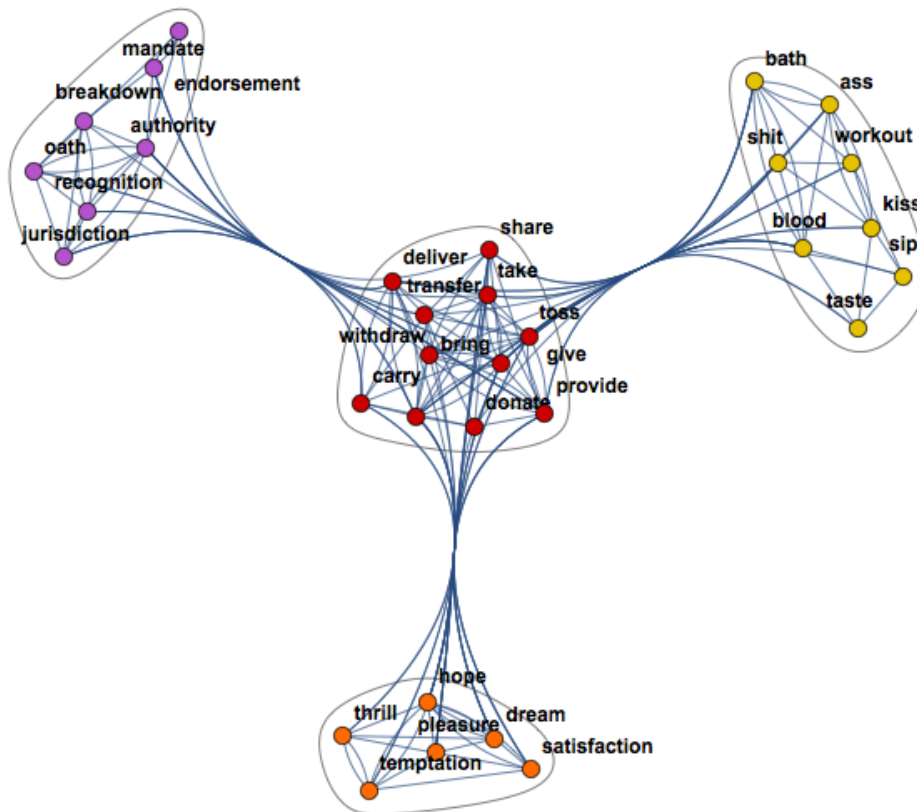 mandate
endorsement
breakdown
authority
oath
recognition
jurisdiction
bath
ass
shit
workout
kiss
blood
sip
taste
share
deliver
take
transfer
toss
withdraw
bring
give
carry
provide
donate
hope
thrill
pleasure
dream
temptation
satisfaction